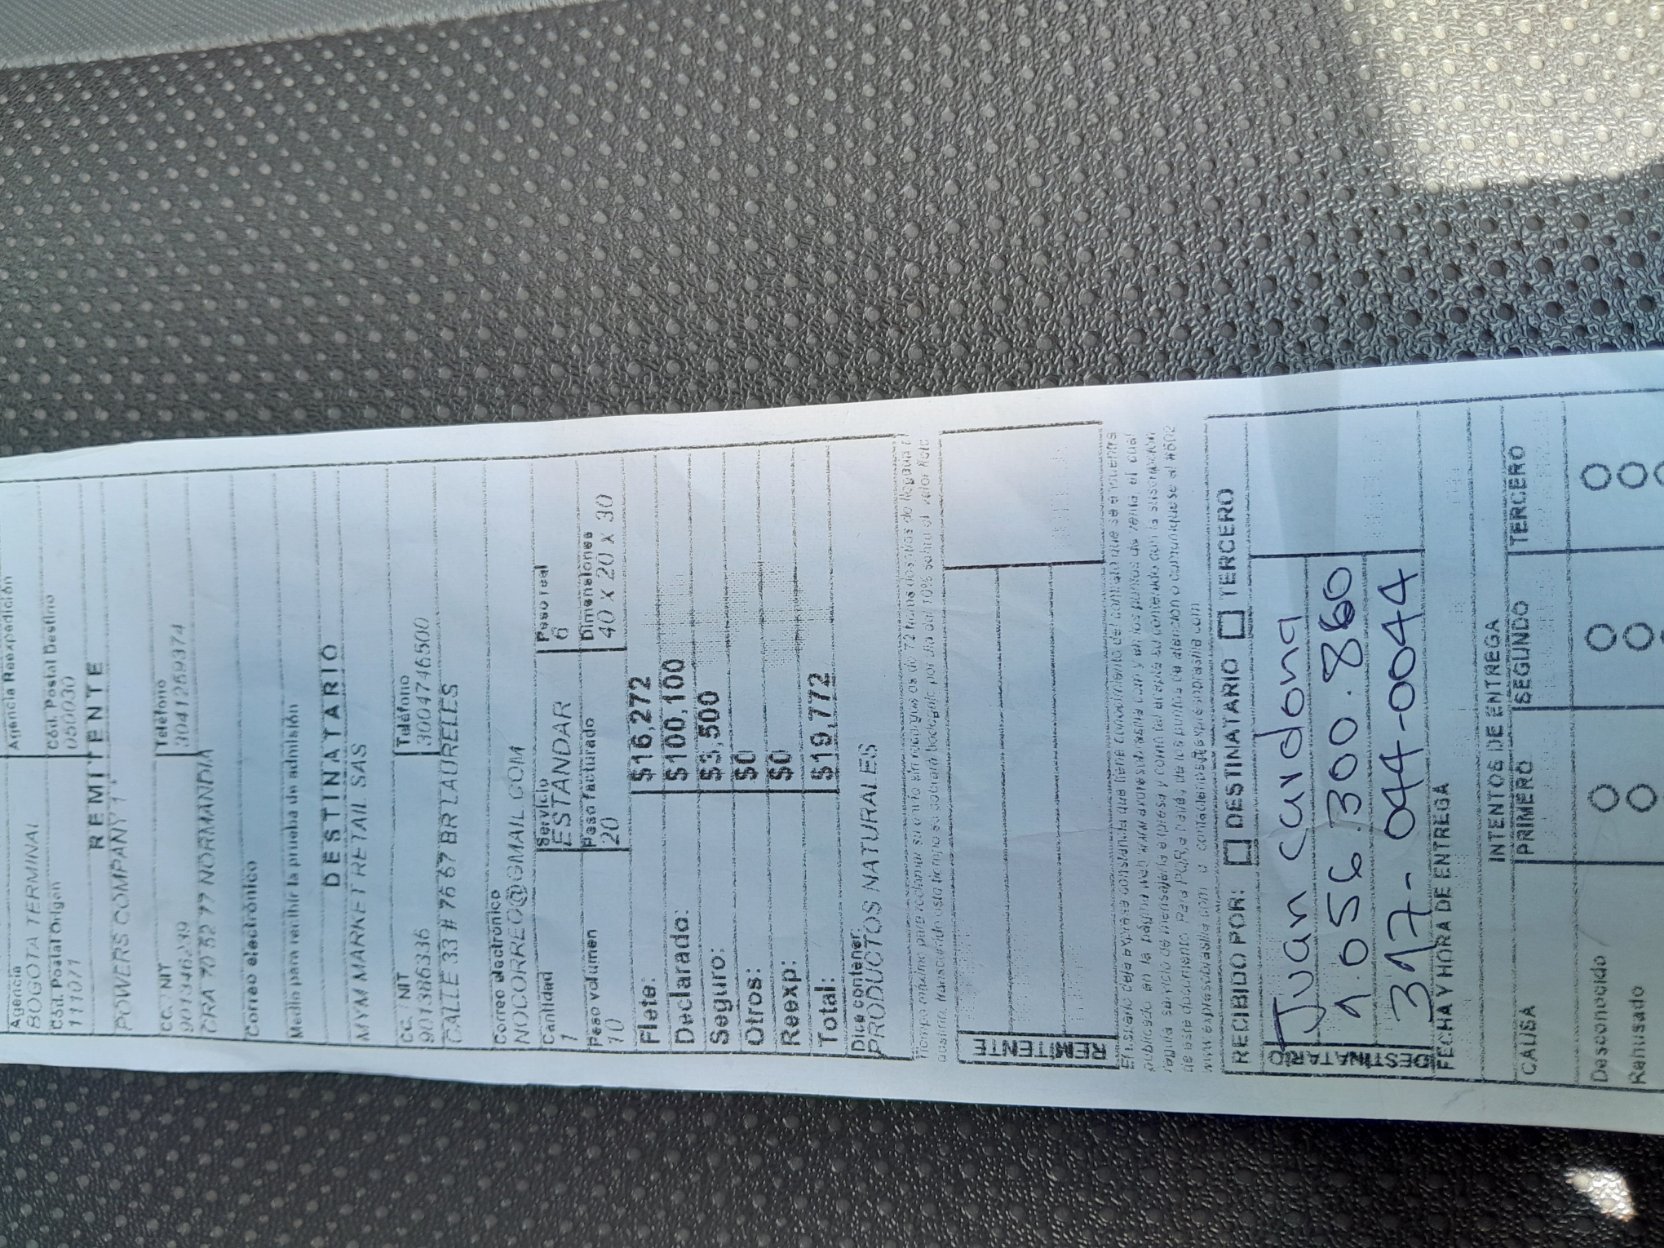 Agencia Agencia Reexpedición
BOGOTA TERMINAL
Cód. Postal Origen Cód. Postal Destino
111071 050030
REMITENTE
POWERS COMPANY 1*
CC. NIT Teléfono
901346239 3041269374
CRA 70 52 77 NORMANDIA
Correo electrónico
Medio para recibir la prueba de admisión
DESTINATARIO
MYM MARKET RETAIL SAS
CC. NIT Teléfono
901386336 3004746500
CALLE 33 # 76 57 BR LAURELES
Correo electrónico
NOCORREO@GMAIL.COM
Cantidad Servicio Peso real
1 ESTANDAR 6
Peso volumen Peso facturado Dimensiones
10 20 40 x 20 x 30
Flete: $16,272
Declarado: $100,100
Seguro: $3,500
Otros: $0
Reexp: $0
Total: $19,772
Dice contener:
PRODUCTOS NATURALES
REMITENTE
RECIBIDO POR: DESTINATARIO TERCERO
DESTINATARIO
Juan Cardona
1.056.300.860
317-044-0044
DESTINATARIO
FECHA Y HORA DE ENTREGA
INTENTOS DE ENTREGA
CAUSA PRIMERO SEGUNDO TERCERO
Desconocido
Rehusado